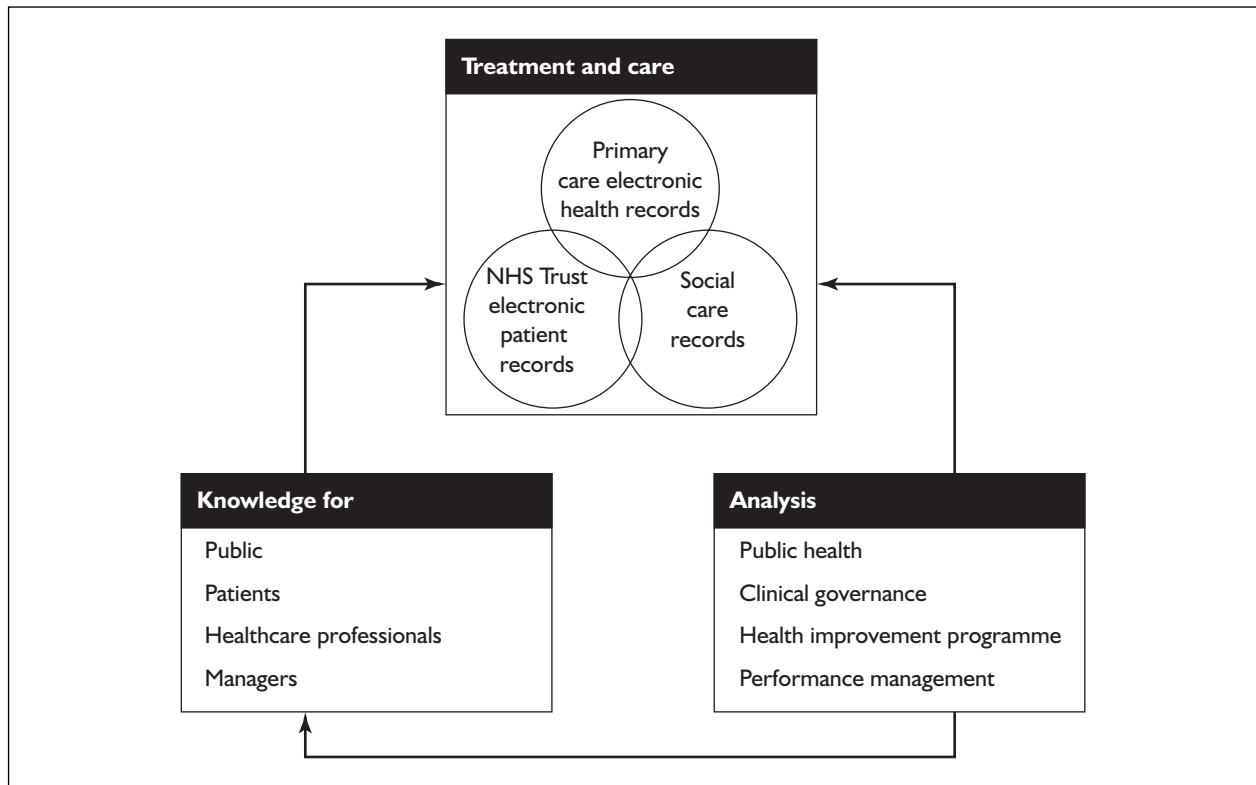 Treatment and care
Primary
care electronic
health records
NHS Trust
electronic
patient
records
Social
care
records
Knowledge for
Public
Patients
Healthcare professionals
Managers
Analysis
Public health
Clinical governance
Health improvement programme
Performance management